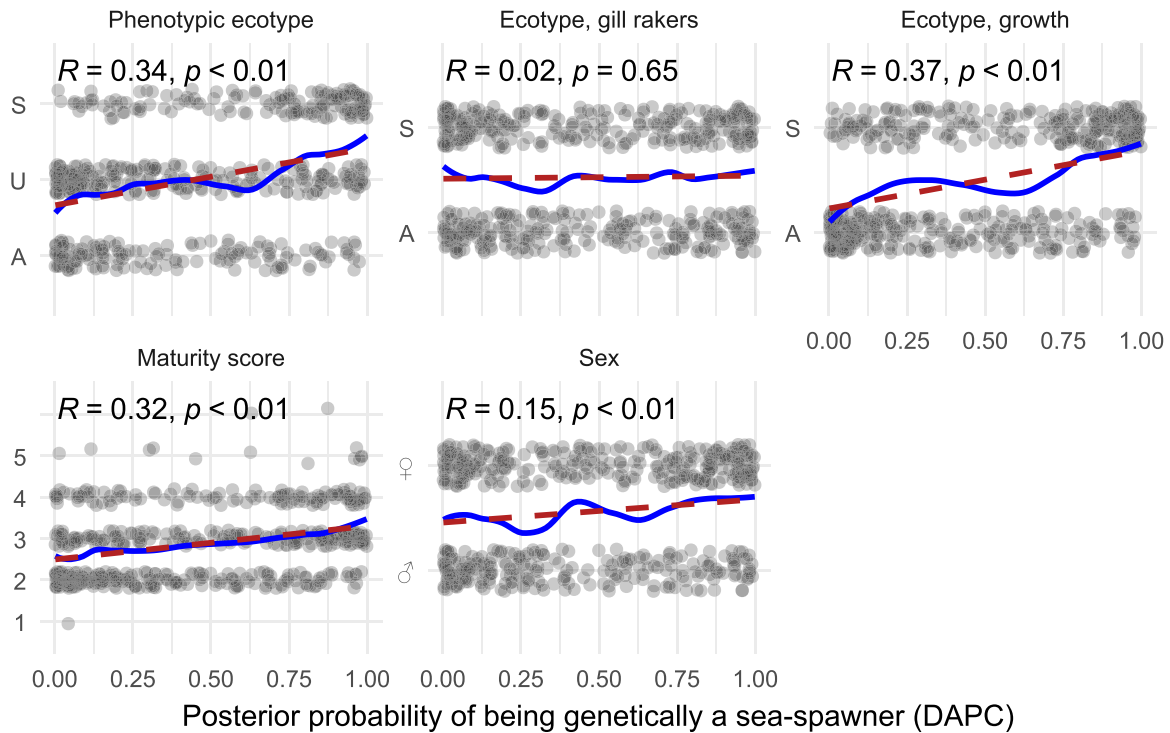 Phenotypic ecotype
R = 0.34, p < 0.01
S
U
A
Ecotype, gill rakers
R = 0.02, p = 0.65
S
A
Ecotype, growth
R = 0.37, p < 0.01
S
A
0.00 0.25 0.50 0.75 1.00
Maturity score
R = 0.32, p < 0.01
5
4
3
2
1
0.00 0.25 0.50 0.75 1.00
Sex
R = 0.15, p < 0.01
♀
♂
0.00 0.25 0.50 0.75 1.00
Posterior probability of being genetically a sea-spawner (DAPC)